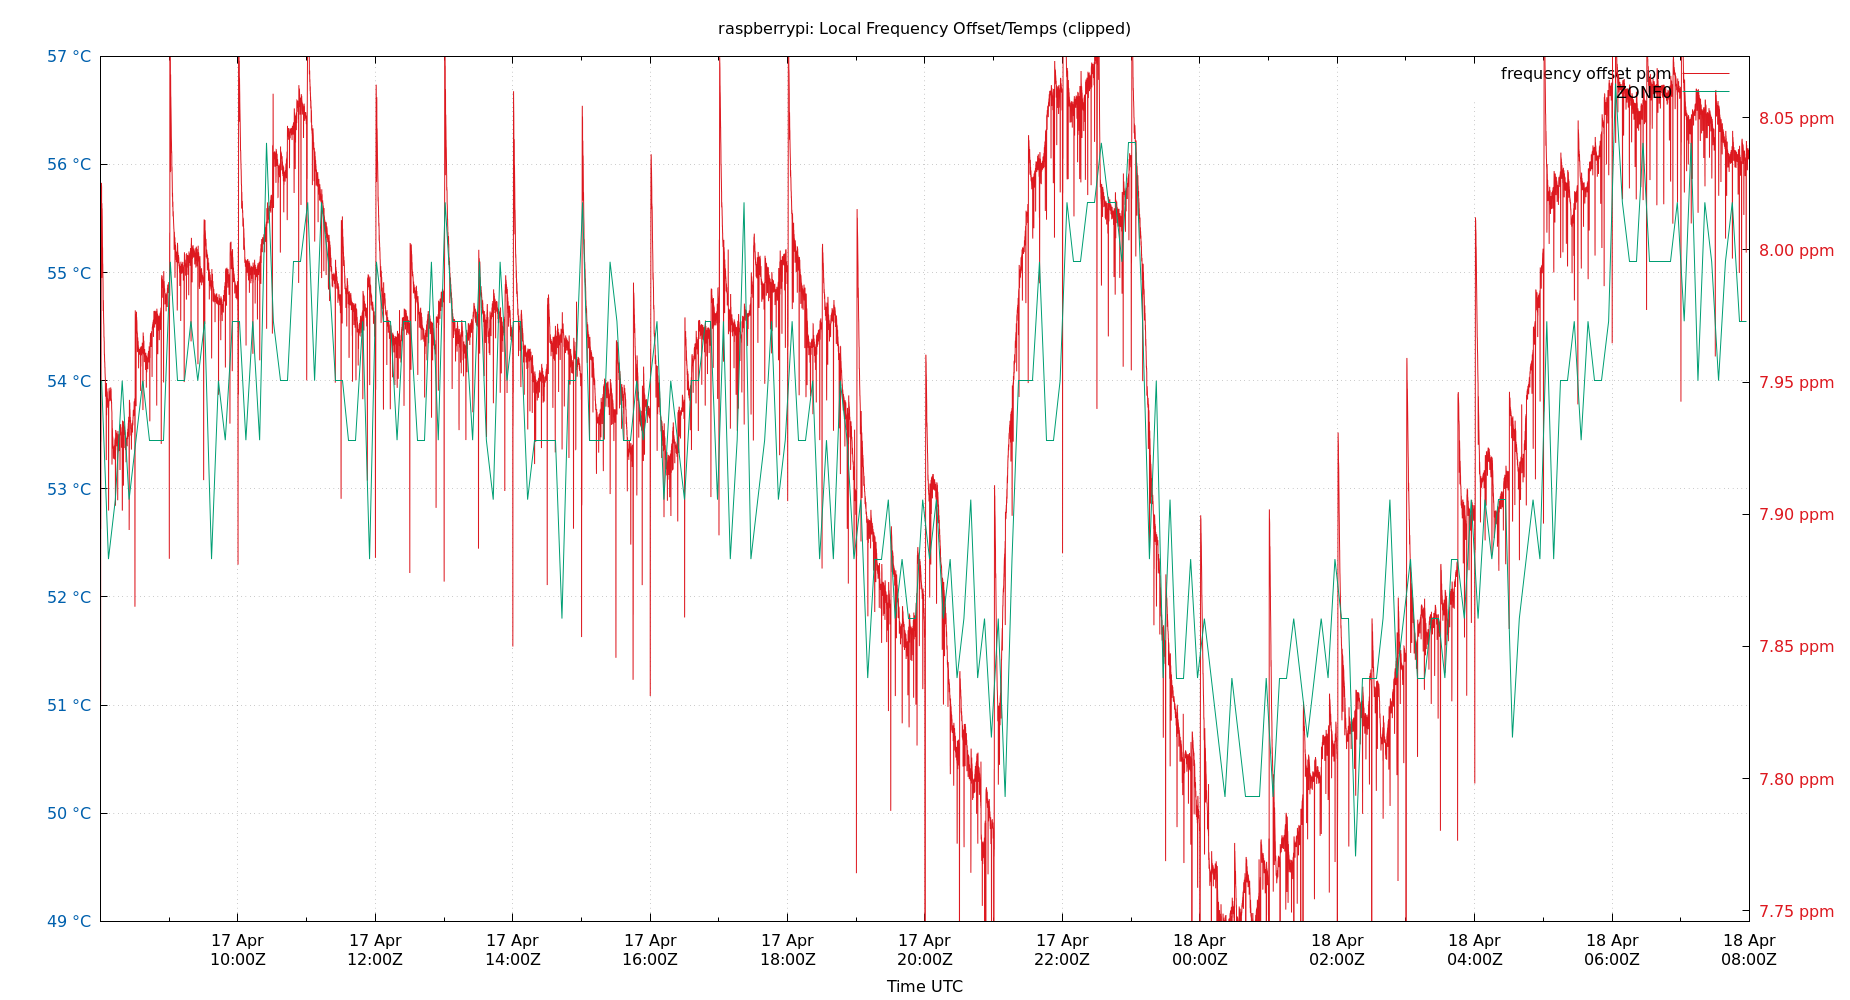 raspberrypi: Local Frequency Offset/Temps (clipped)
57 °C
56 °C
55 °C
54 °C
53 °C
52 °C
51 °C
50 °C
49 °C
frequency offset ppm
ZONE0
8.05 ppm
8.00 ppm
7.95 ppm
7.90 ppm
7.85 ppm
7.80 ppm
7.75 ppm
17 Apr 17 Apr 17 Apr 17 Apr 17 Apr 17 Apr 17 Apr 18 Apr 18 Apr 18 Apr 18 Apr 18 Apr
10:00Z 12:00Z 14:00Z 16:00Z 18:00Z 20:00Z 22:00Z 00:00Z 02:00Z 04:00Z 06:00Z 08:00Z
Time UTC